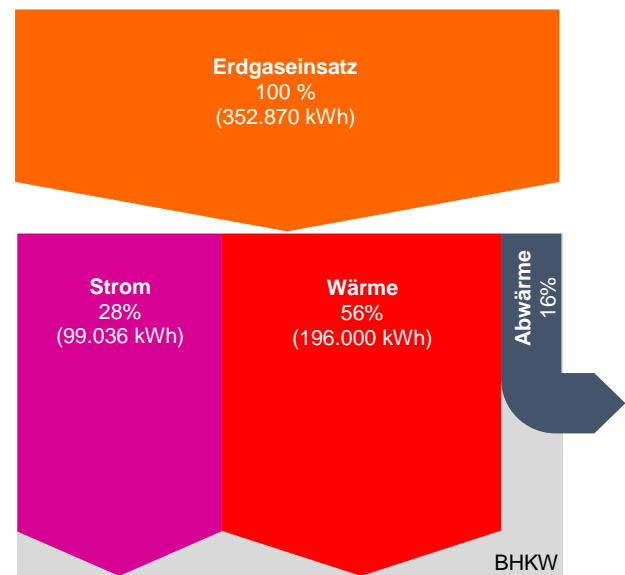 Erdgaseinsatz
100 %
(352.870 kWh)
Strom
28%
(99.036 kWh)
Wärme
56%
(196.000 kWh)
Abwärme
16%
BHKW